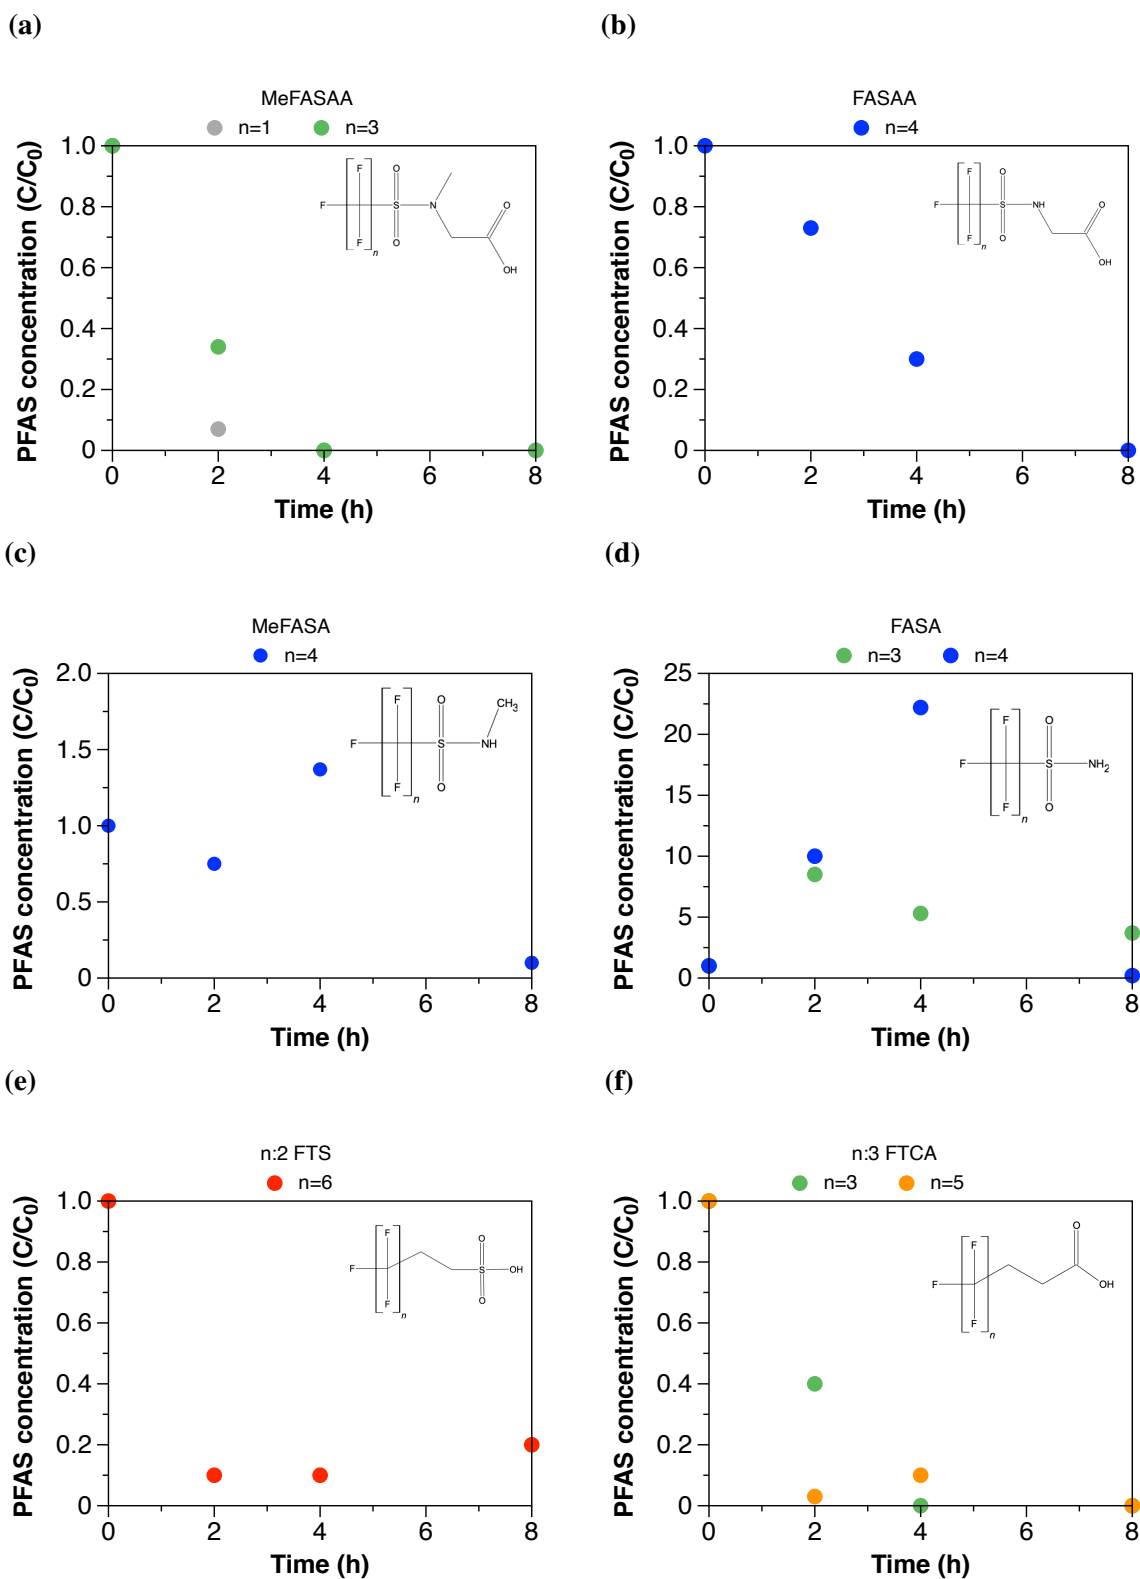 (a)
MeFASAA
n=1 n=3
1.0
0.8
0.6
0.4
0.2
0
PFAS concentration (C/C0)
F F F n S O O N O OH
0 2 4 6 8
Time (h)
(b)
FASAA
n=4
1.0
0.8
0.6
0.4
0.2
0
PFAS concentration (C/C0)
F F F n S O O NH O OH
0 2 4 6 8
Time (h)
(c)
MeFASA
n=4
2.0
1.5
1.0
0.5
0
PFAS concentration (C/C0)
F F F n S O O NH CH3
0 2 4 6 8
Time (h)
(d)
FASA
n=3 n=4
25
20
15
10
5
0
PFAS concentration (C/C0)
F F F n S O O NH2
0 2 4 6 8
Time (h)
(e)
n:2 FTS
n=6
1.0
0.8
0.6
0.4
0.2
0
PFAS concentration (C/C0)
F F F n O S O OH
0 2 4 6 8
Time (h)
(f)
n:3 FTCA
n=3 n=5
1.0
0.8
0.6
0.4
0.2
0
PFAS concentration (C/C0)
F F F n O OH
0 2 4 6 8
Time (h)